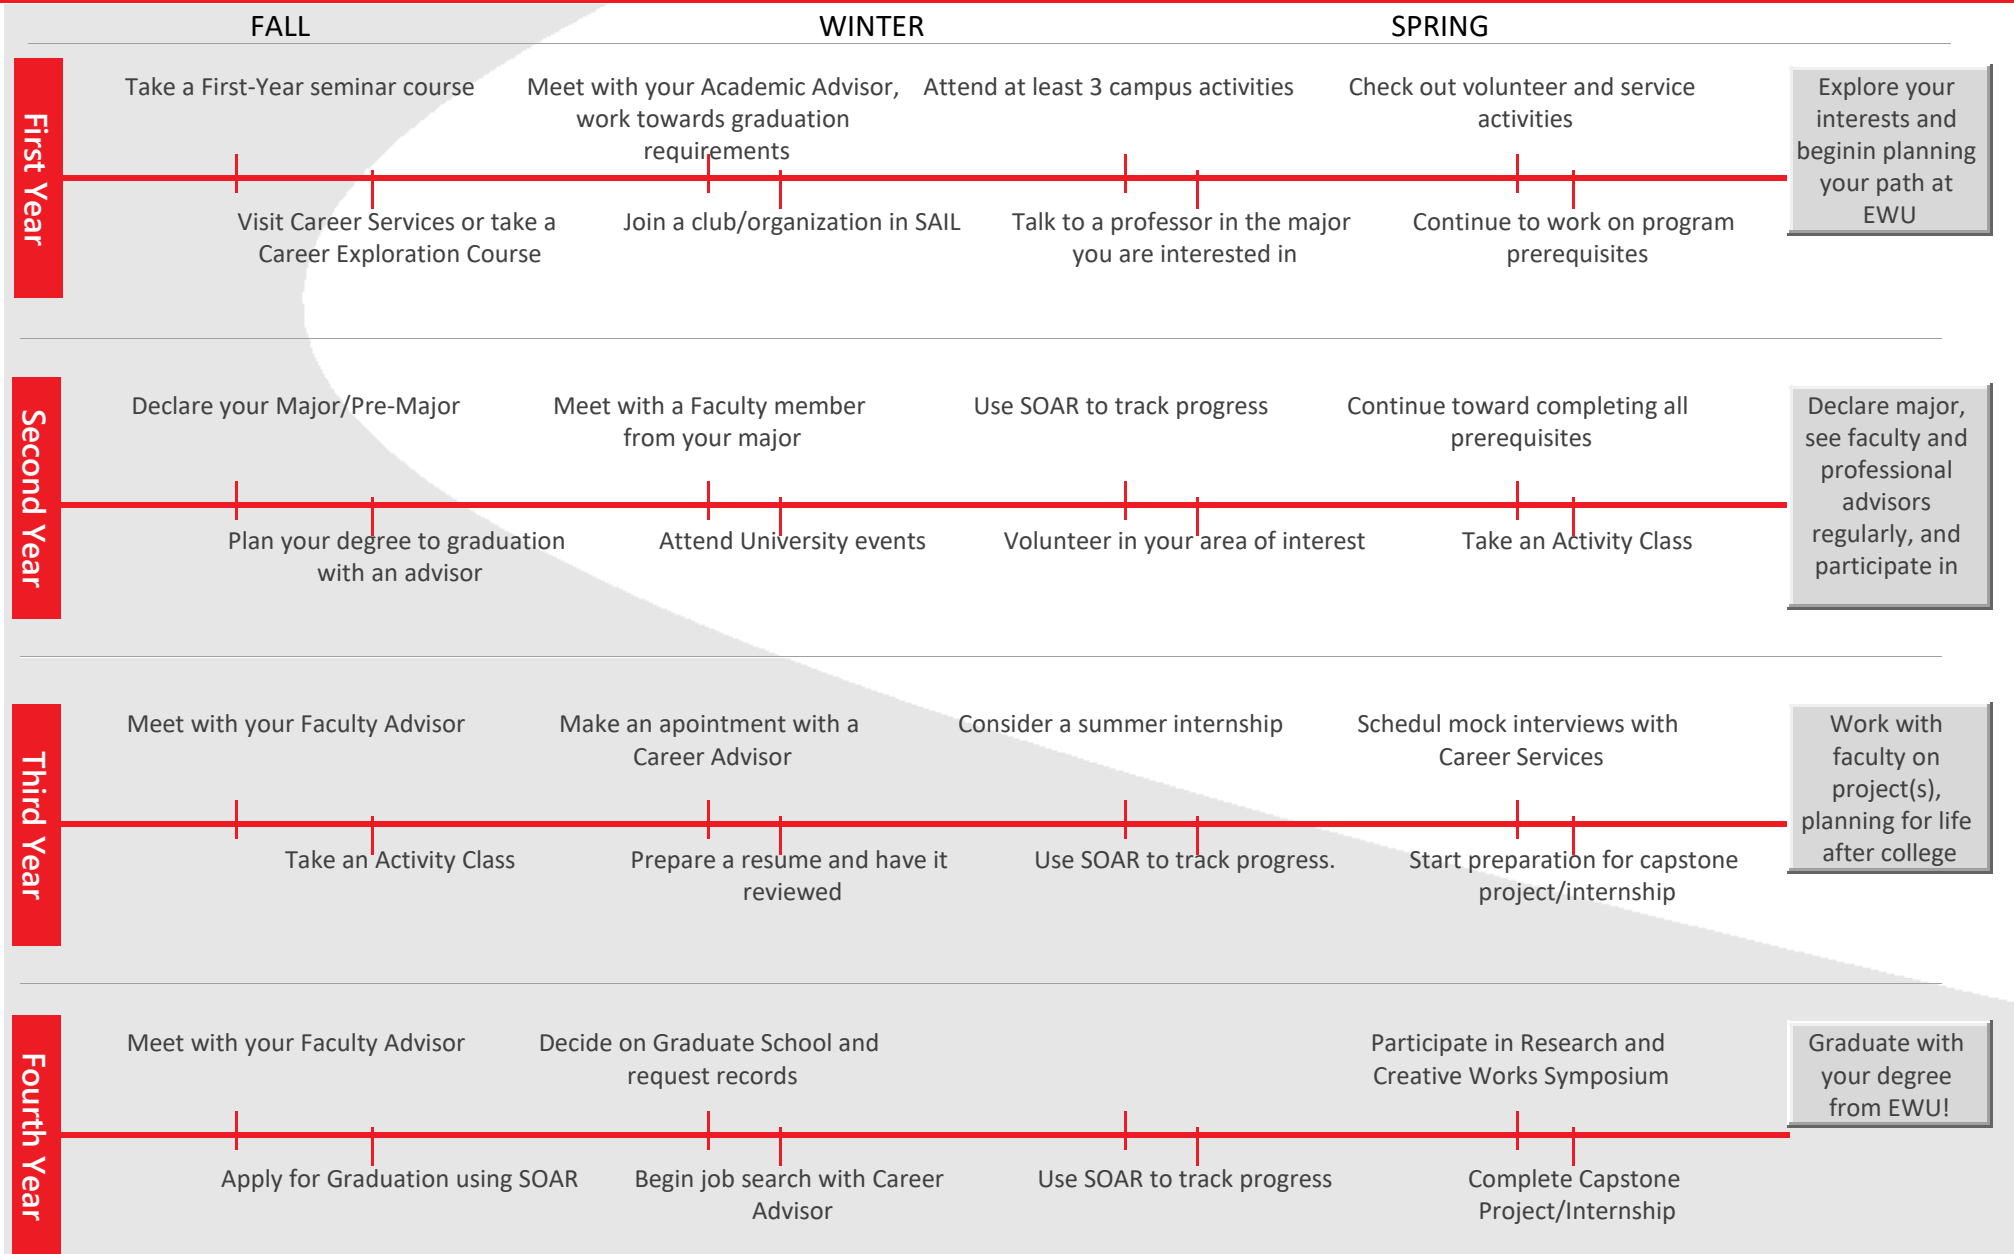 FALL
WINTER
SPRING
First Year
Take a First-Year seminar course
Meet with your Academic Advisor,
work towards graduation
requirements
Attend at least 3 campus activities
Check out volunteer and service
activities
Visit Career Services or take a
Career Exploration Course
Join a club/organization in SAIL
Talk to a professor in the major
you are interested in
Continue to work on program
prerequisites
Explore your
interests and
beginin planning
your path at
EWU
Second Year
Declare your Major/Pre-Major
Meet with a Faculty member
from your major
Use SOAR to track progress
Continue toward completing all
prerequisites
Plan your degree to graduation
with an advisor
Attend University events
Volunteer in your area of interest
Take an Activity Class
Declare major,
see faculty and
professional
advisors
regularly, and
participate in
Third Year
Meet with your Faculty Advisor
Make an apointment with a
Career Advisor
Consider a summer internship
Schedul mock interviews with
Career Services
Take an Activity Class
Prepare a resume and have it
reviewed
Use SOAR to track progress.
Start preparation for capstone
project/internship
Work with
faculty on
project(s),
planning for life
after college
Fourth Year
Meet with your Faculty Advisor
Decide on Graduate School and
request records
Participate in Research and
Creative Works Symposium
Apply for Graduation using SOAR
Begin job search with Career
Advisor
Use SOAR to track progress
Complete Capstone
Project/Internship
Graduate with
your degree
from EWU!